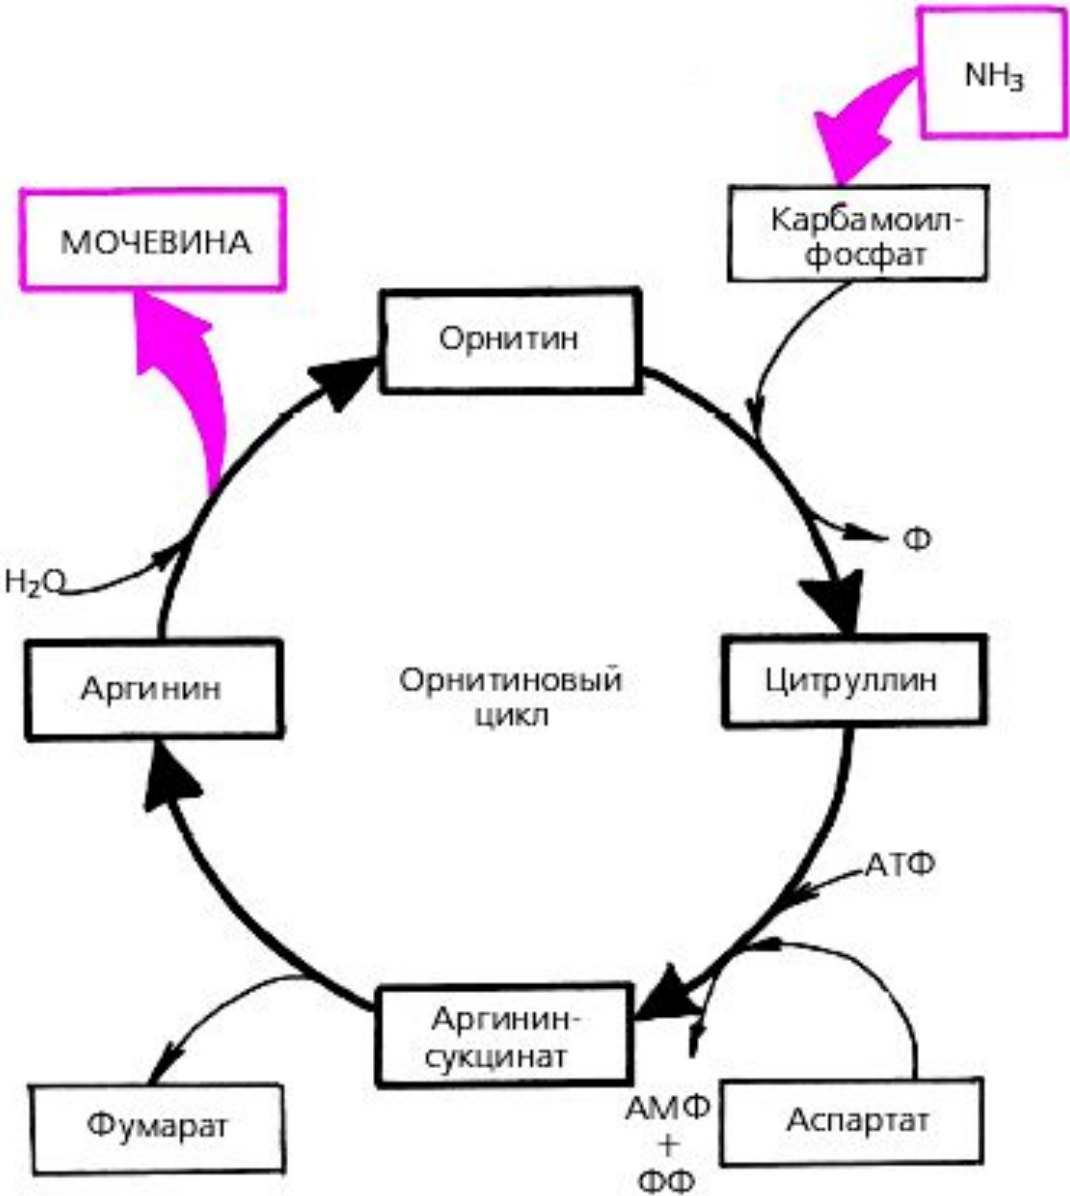 NH₃
Карбамоил-
фосфат
МОЧЕВИНА
Орнитин
Ф
H₂O
Аргинин
Орнитиновый
цикл
Цитруллин
АТФ
Аргинин-
сукцинат
Фумарат
АМФ
+
ФФ
Аспартат